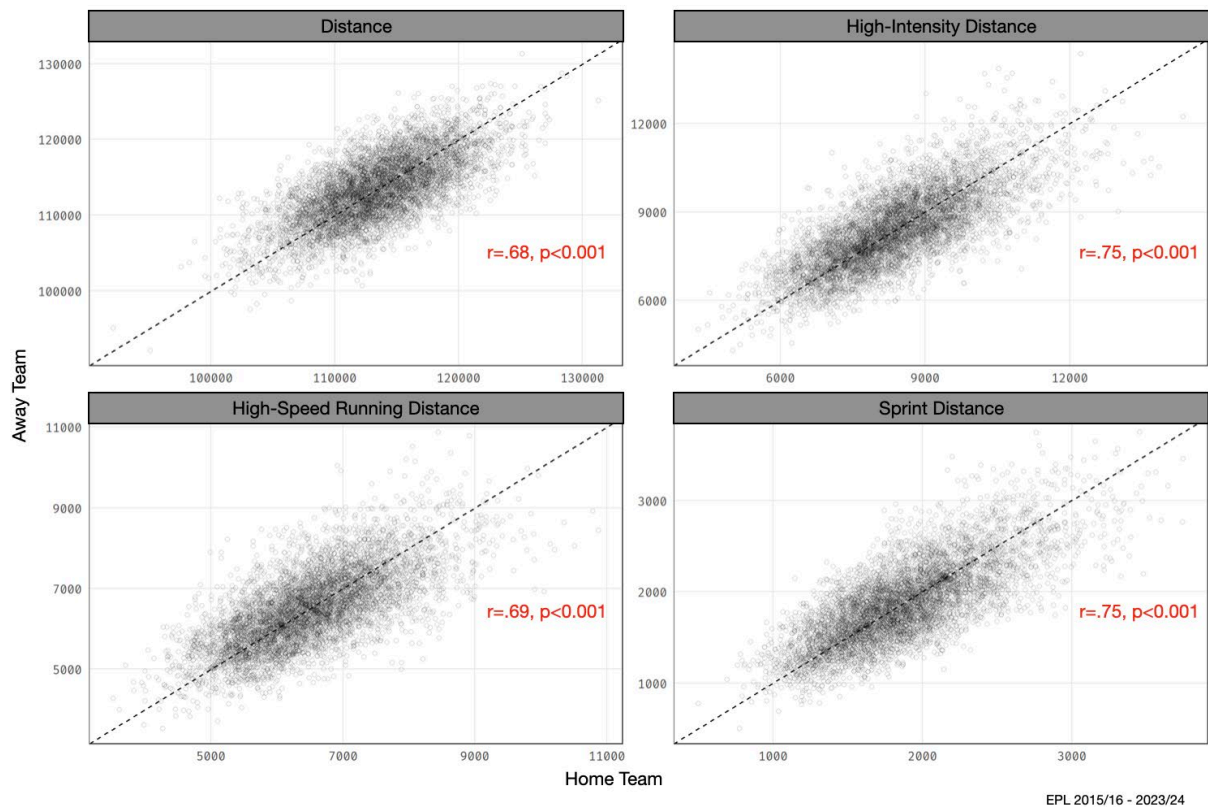 Distance
High-Intensity Distance
130000
120000
110000
100000
r=.68, p<0.001
100000
110000
120000
130000
12000
9000
6000
r=.75, p<0.001
6000
9000
12000
Away Team
High-Speed Running Distance
Sprint Distance
11000
9000
7000
5000
r=.69, p<0.001
5000
7000
9000
11000
3000
2000
1000
r=.75, p<0.001
1000
2000
3000
Home Team
EPL 2015/16 - 2023/24